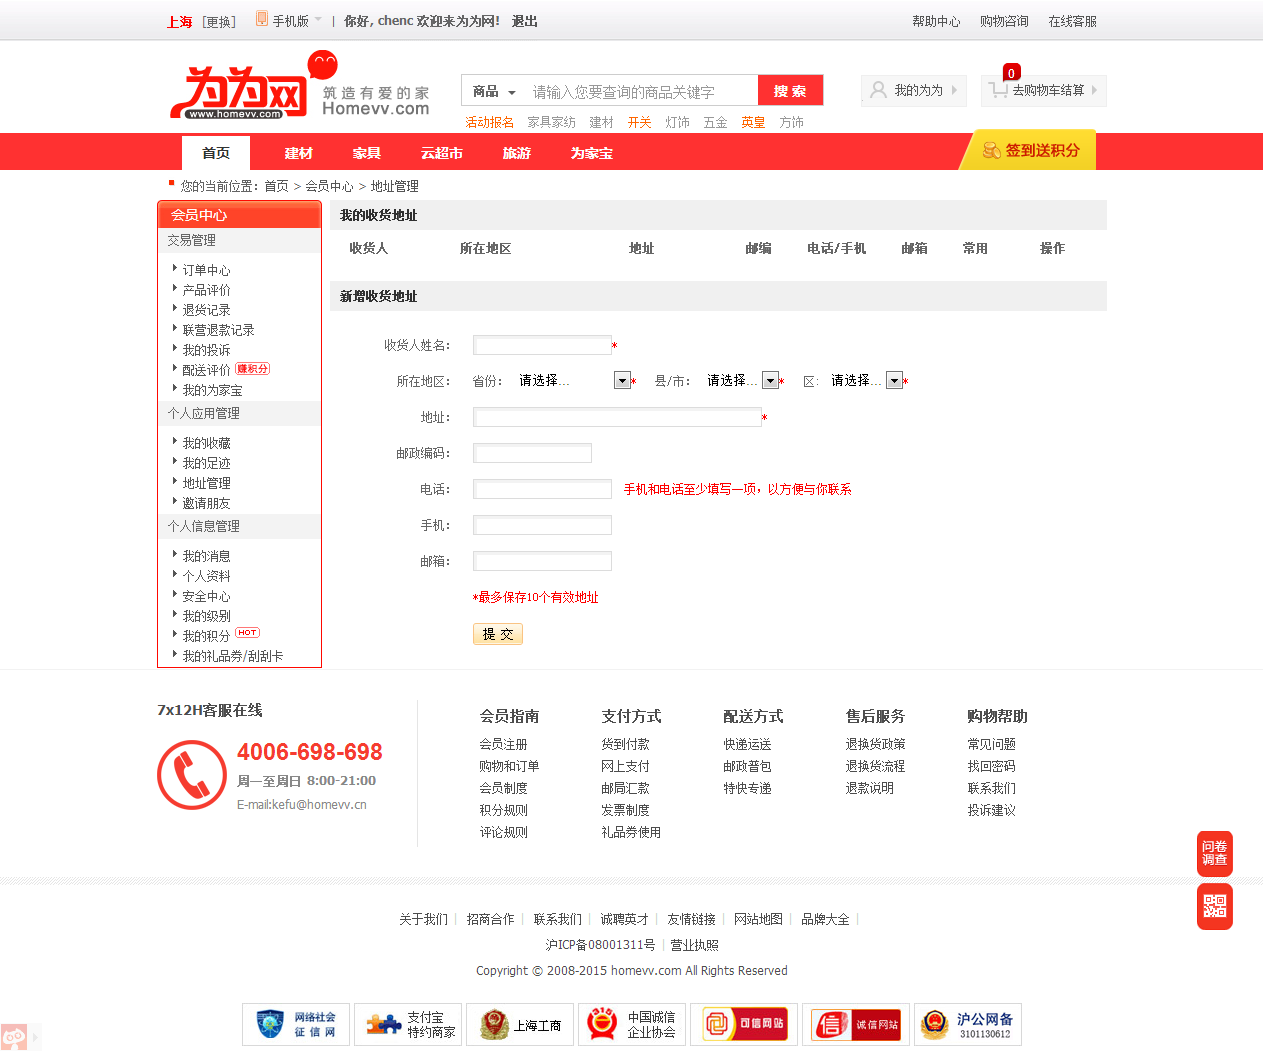 上海 [更换] 手机版 | 你好, chenc 欢迎来为为网! 退出 帮助中心 购物咨询 在线客服
为为网 www.homevv.com 筑造有爱的家 Homevv.com
商品 请输入您要查询的商品关键字 搜 索 我的为为 0 去购物车结算
活动报名 家具家纺 建材 开关 灯饰 五金 英皇 方饰
首页 建材 家具 云超市 旅游 为家宝 签到送积分
您的当前位置：首页 > 会员中心 > 地址管理
会员中心
交易管理
订单中心
产品评价
退货记录
联营退款记录
我的投诉
配送评价 赚积分
我的为家宝
个人应用管理
我的收藏
我的足迹
地址管理
邀请朋友
个人信息管理
我的消息
个人资料
安全中心
我的级别
我的积分 HOT
我的礼品券/刮刮卡
我的收货地址
收货人 所在地区 地址 邮编 电话/手机 邮箱 常用 操作
新增收货地址
收货人姓名： *
所在地区： 省份： 请选择... * 县/市： 请选择... * 区： 请选择... *
地址： *
邮政编码：
电话： 手机和电话至少填写一项，以方便与你联系
手机：
邮箱：
*最多保存10个有效地址
提 交
7x12H客服在线
4006-698-698
周一至周日 8:00-21:00
E-mail:kefu@homevv.cn
会员指南
会员注册
购物和订单
会员制度
积分规则
评论规则
支付方式
货到付款
网上支付
邮局汇款
发票制度
礼品券使用
配送方式
快递运送
邮政普包
特快专递
售后服务
退换货政策
退换货流程
退款说明
购物帮助
常见问题
找回密码
联系我们
投诉建议
问卷
调查
关于我们 | 招商合作 | 联系我们 | 诚聘英才 | 友情链接 | 网站地图 | 品牌大全 |
沪ICP备08001311号 | 营业执照
Copyright © 2008-2015 homevv.com All Rights Reserved
网络社会
征信网
支付宝
特约商家
上海工商
中国诚信
企业协会
可信网站
诚信网站
沪公网备
3101130612